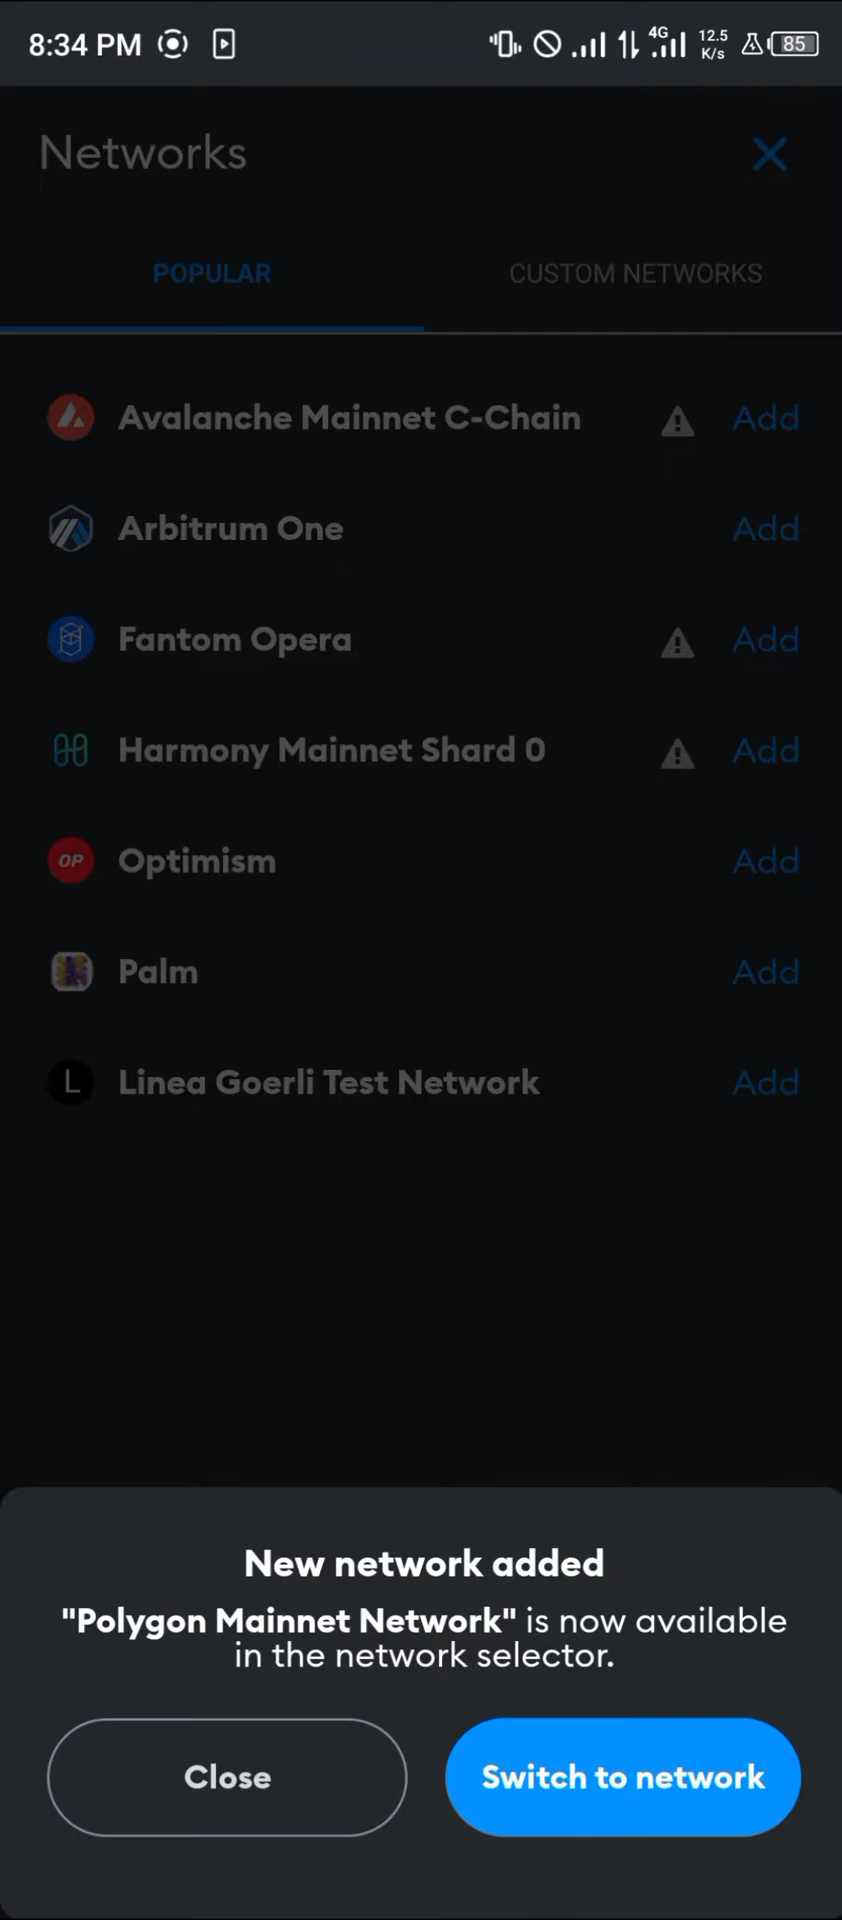 8:34 PM 4G 12.5 K/s 85
Networks
POPULAR CUSTOM NETWORKS
Avalanche Mainnet C-Chain Add
Arbitrum One Add
Fantom Opera Add
Harmony Mainnet Shard 0 Add
OP Optimism Add
Palm Add
L Linea Goerli Test Network Add
New network added
"Polygon Mainnet Network" is now available
in the network selector.
Close Switch to network